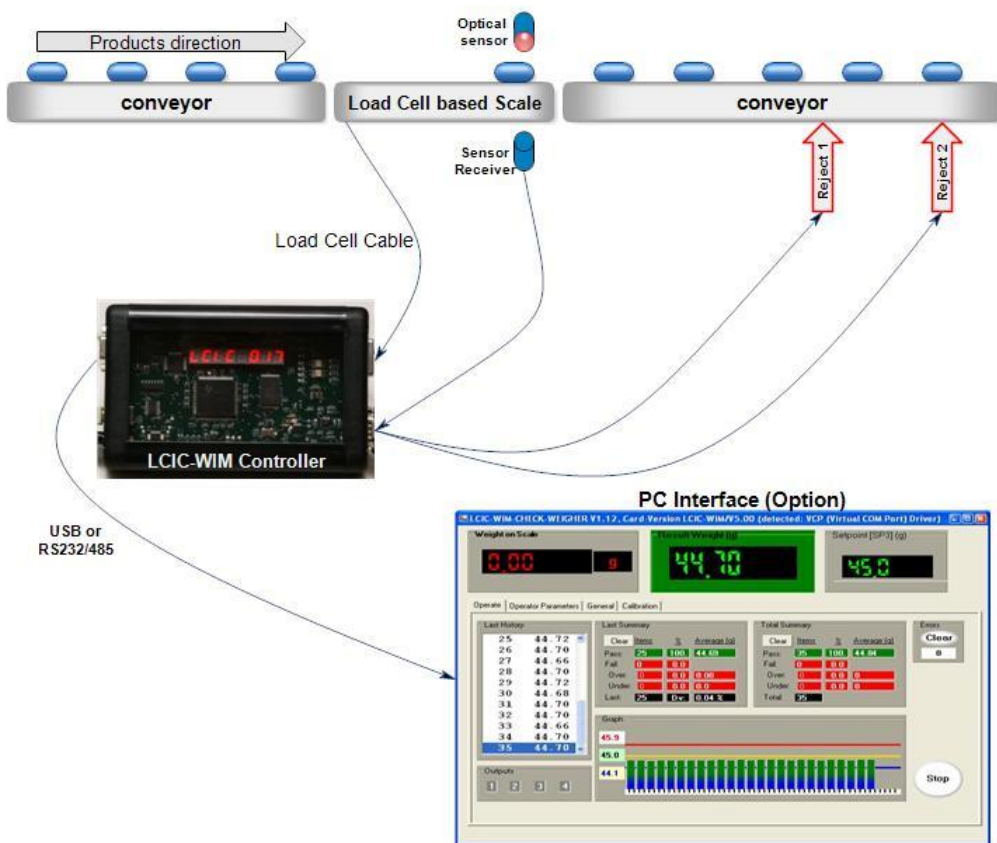 Optical
sensor
Products direction
conveyor
Load Cell based Scale
conveyor
Sensor
Receiver
Reject 1
Reject 2
Load Cell Cable
LCIC 017
LCIC-WIM Controller
USB or
RS232/485
PC Interface (Option)
LCIC-WIM-CHECK-WEIGHER V1.12, Card Version LCIC-WIM/V5.00 (detected: VCP (Virtual COM Port) Driver)
Weight on Scale
Result Weight (g)
Setpoint [SP3] (g)
0.00 g
44.70
45.0
Operate Operator Parameters General Calibration
Last History
25 44.72
26 44.70
27 44.66
28 44.70
29 44.72
30 44.68
31 44.70
32 44.70
33 44.66
34 44.70
35 44.70
Last Summary
Clear Items % Average (g)
Pass: 25 100. 44.69
Fail: 0 0.0
Over: 0 0.0 0.00
Under: 0 0.0 0.0
Last: 25 Dv: 0.04 %
Total Summary
Clear Items % Average (g)
Pass: 35 100. 44.84
Fail: 0 0.0
Over: 0 0.0 0
Under: 0 0.0 0
Total: 35
Errors
Clear
0
Graph
45.9
45.0
44.1
Outputs
1 2 3 4
Stop